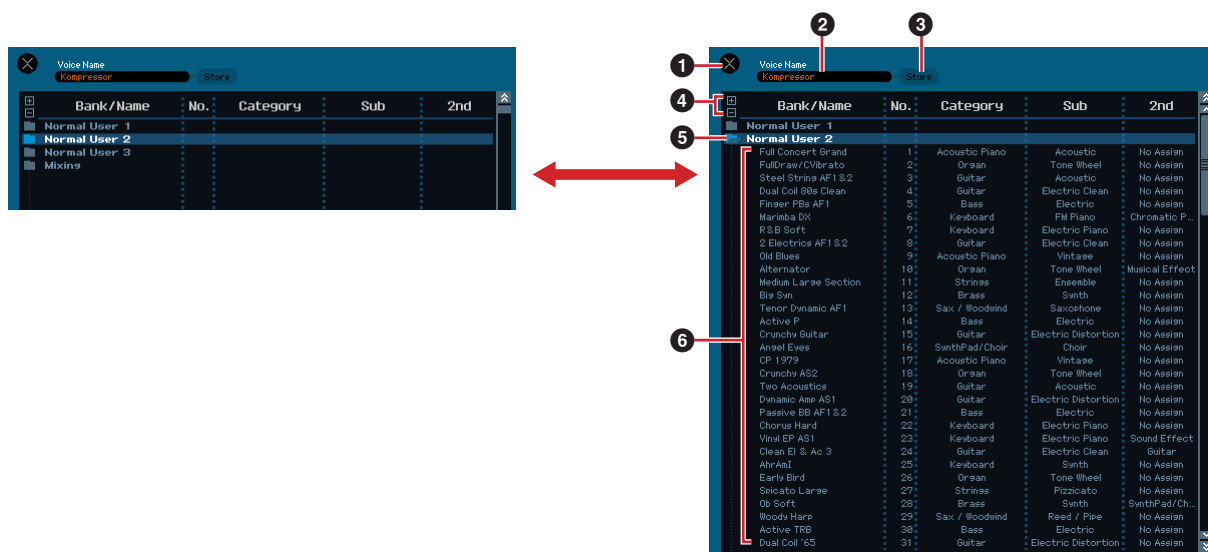 2 3
Voice Name
Kompressor Store
Bank/Name No. Category Sub 2nd
Normal User 1
Normal User 2
Normal User 3
Mixing
1 Voice Name
Kompressor Store
4 Bank/Name No. Category Sub 2nd
Normal User 1
5 Normal User 2
Full Concert Grand 1 Acoustic Piano Acoustic No Assign
FullDraw/CVibrato 2 Organ Tone Wheel No Assign
Steel String AF1&2 3 Guitar Acoustic No Assign
Dual Coil 80s Clean 4 Guitar Electric Clean No Assign
Finger PBs AF1 5 Bass Electric No Assign
Marimba DX 6 Keyboard FM Piano Chromatic P...
R&B Soft 7 Keyboard Electric Piano No Assign
2 Electrics AF1&2 8 Guitar Electric Clean No Assign
Old Blues 9 Acoustic Piano Vintage No Assign
Alternator 10 Organ Tone Wheel Musical Effect
Medium Large Section 11 Strings Ensemble No Assign
Big Syn 12 Brass Synth No Assign
Tenor Dynamic AF1 13 Sax / Woodwind Saxophone No Assign
Active P 14 Bass Electric No Assign
Crunchy Guitar 15 Guitar Electric Distortion No Assign
6 Angel Eyes 16 SynthPad/Choir Choir No Assign
CP 1979 17 Acoustic Piano Vintage No Assign
Crunchy AS2 18 Organ Tone Wheel No Assign
Two Acoustics 19 Guitar Acoustic No Assign
Dynamic Amp AS1 20 Guitar Electric Distortion No Assign
Passive BB AF1&2 21 Bass Electric No Assign
Chorus Hard 22 Keyboard Electric Piano No Assign
Vinyl EP AS1 23 Keyboard Electric Piano Sound Effect
Clean El & Ac 3 24 Guitar Electric Clean Guitar
AhrAmI 25 Keyboard Synth No Assign
Early Bird 26 Organ Tone Wheel No Assign
Spicato Large 27 Strings Pizzicato No Assign
Ob Soft 28 Brass Synth SynthPad/Ch...
Woody Harp 29 Sax / Woodwind Reed / Pipe No Assign
Active TRB 30 Bass Electric No Assign
Dual Coil '65 31 Guitar Electric Distortion No Assign